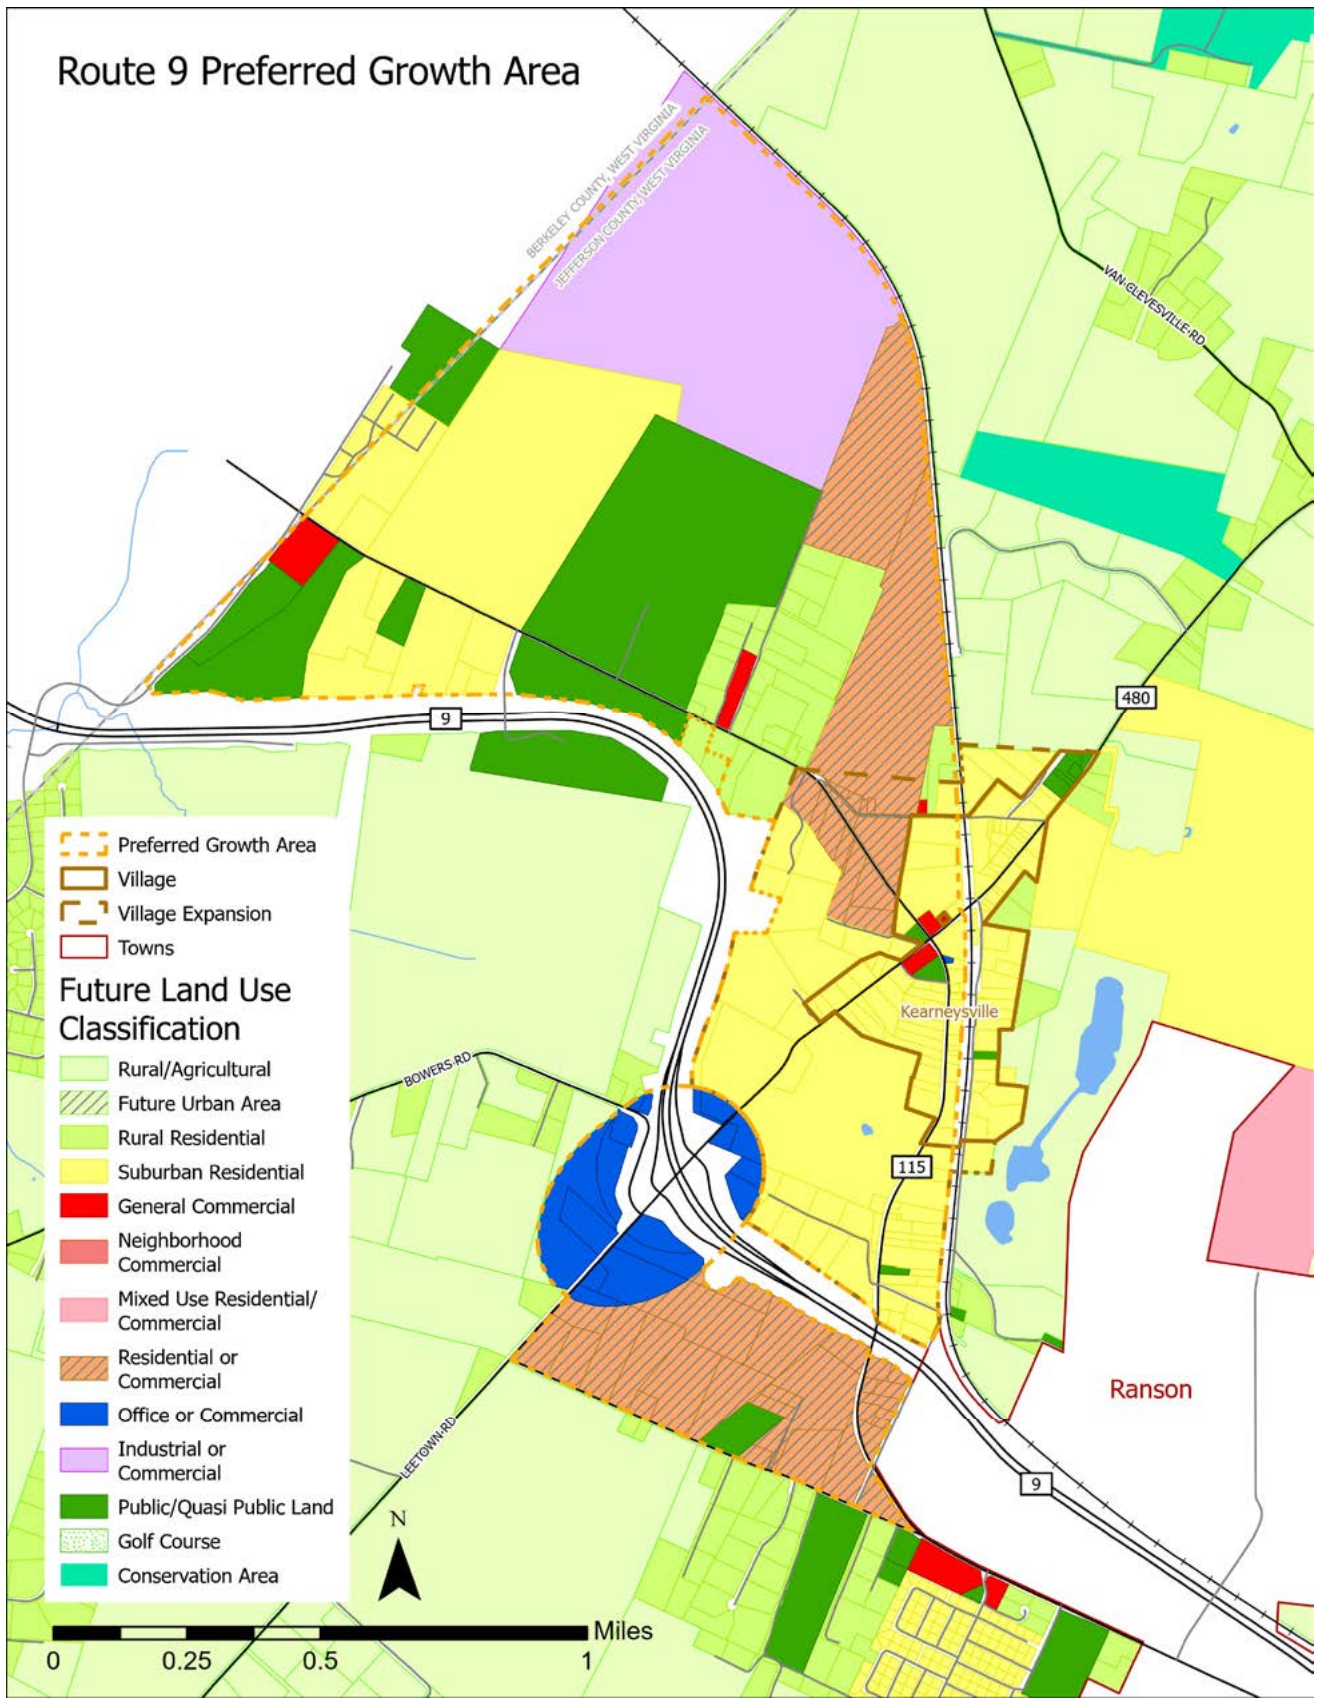 Route 9 Preferred Growth Area
BERKELEY COUNTY, WEST VIRGINIA
JEFFERSON COUNTY, WEST VIRGINIA
VAN CLEVESVILLE RD
480
9
Preferred Growth Area
Village
Village Expansion
Towns
Future Land Use
Classification
Rural/Agricultural
Future Urban Area
Rural Residential
Suburban Residential
General Commercial
Neighborhood
Commercial
Mixed Use Residential/
Commercial
Residential or
Commercial
Office or Commercial
Industrial or
Commercial
Public/Quasi Public Land
Golf Course
Conservation Area
Kearneysville
BOWERS RD
115
Ranson
LEETOWN RD
9
N
Miles
0 0.25 0.5 1